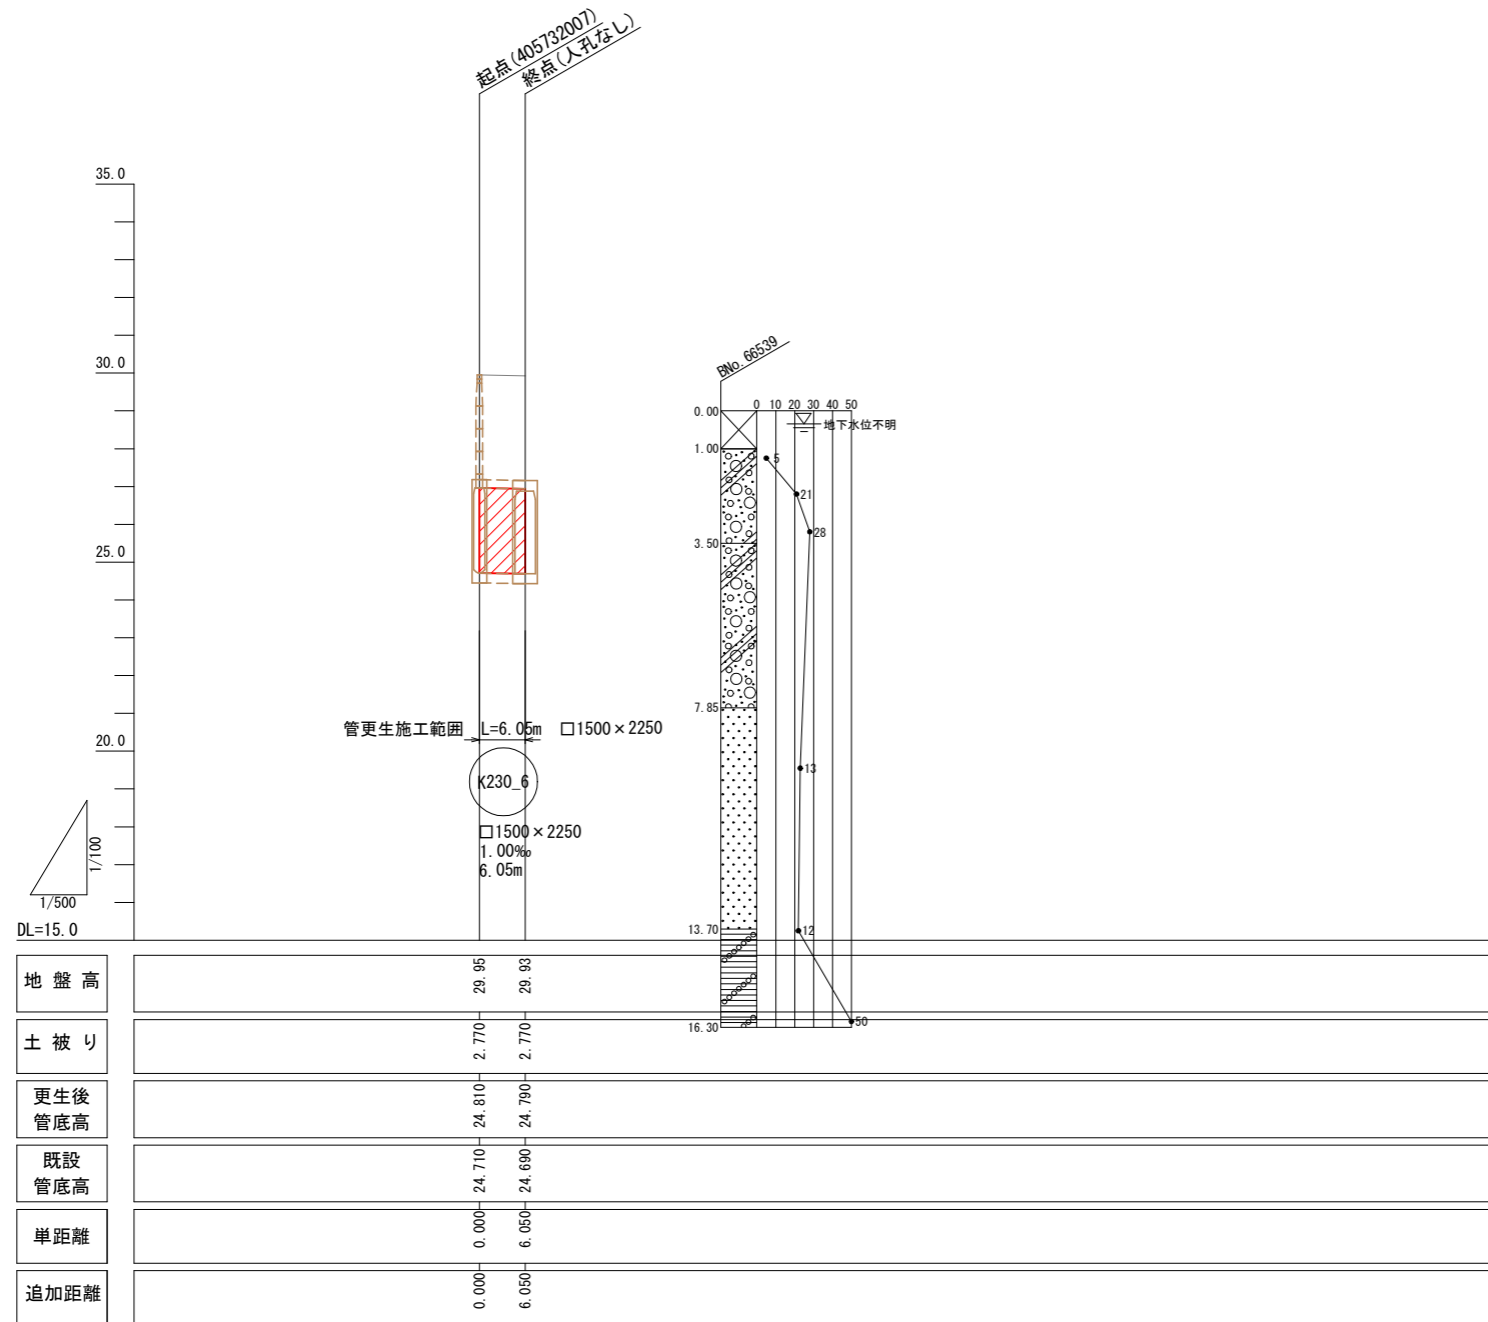 起点(405732007)
終点(人孔なし)
35.0
30.0
25.0
20.0
DL=15.0
1/100
1/500
管更生施工範囲 L=6.05m □1500×2250
K230_6
□1500×2250
1.00‰
6.05m
BNo.66539
0 10 20 30 40 50
地下水位不明
0.00
1.00
3.50
7.85
13.70
16.30
5
21
28
13
12
50
地盤高 29.95 29.93
土被り 2.770 2.770
更生後
管底高 24.810 24.790
既設
管底高 24.710 24.690
単距離 0.000 6.050
追加距離 0.000 6.050